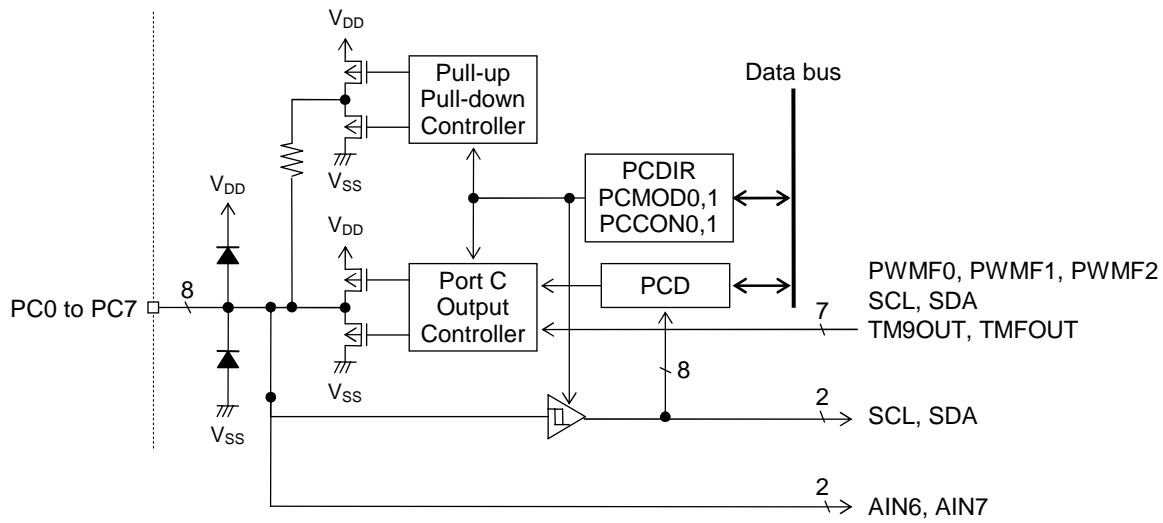 VDD
Pull-up
Pull-down
Controller
VSS
Data bus
PCDIR
PCMOD0,1
PCCON0,1
VDD
VDD
Port C
Output
Controller
PCD
PWMF0, PWMF1, PWMF2
SCL, SDA
TM9OUT, TMFOUT
7
PC0 to PC7
8
VSS
VSS
8
2
SCL, SDA
2
AIN6, AIN7